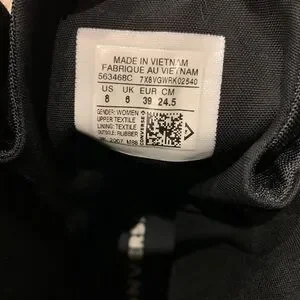 MADE IN VIETNAM
FABRIQUE AU VIETNAM
563468C 7X8VGWRK02540
US UK EUR CM
8 6 39 24.5
GENDER: WOMEN
UPPER: TEXTILE
LINING: TEXTILE
OUTSOLE: RUBBER